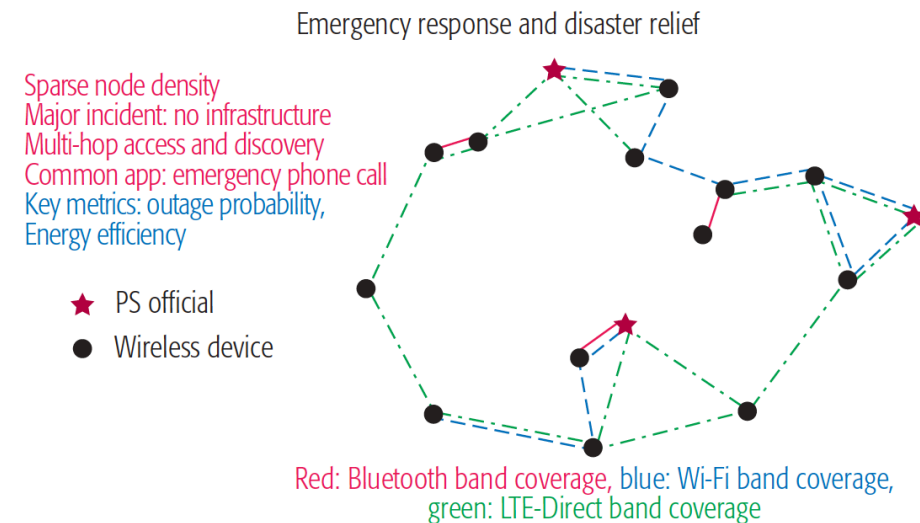 Emergency response and disaster relief
Sparse node density
Major incident: no infrastructure
Multi-hop access and discovery
Common app: emergency phone call
Key metrics: outage probability,
Energy efficiency
PS official
Wireless device
Red: Bluetooth band coverage, blue: Wi-Fi band coverage,
green: LTE-Direct band coverage